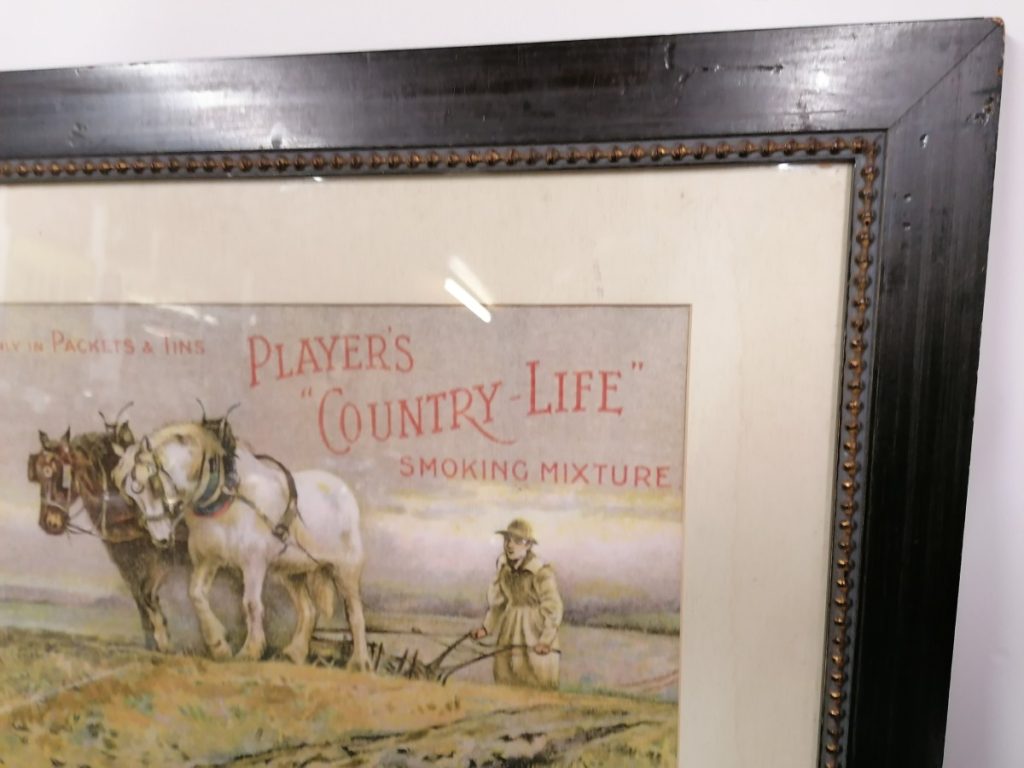 IN PACKETS & TINS
PLAYER'S
"COUNTRY-LIFE"
SMOKING MIXTURE